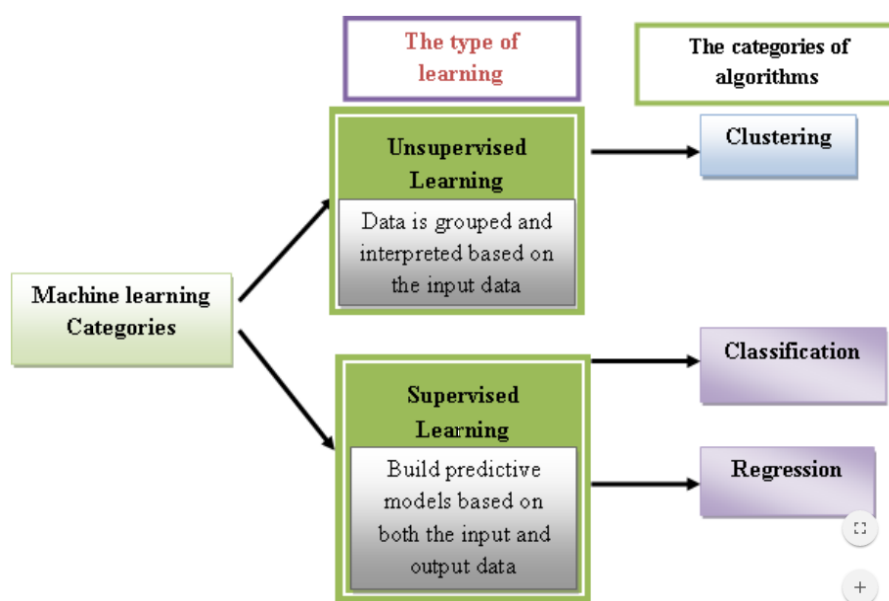 The type of
learning
The categories of
algorithms
Unsupervised
Learning
Data is grouped and
interpreted based on
the input data
Clustering
Machine learning
Categories
Supervised
Learning
Build predictive
models based on
both the input and
output data
Classification
Regression